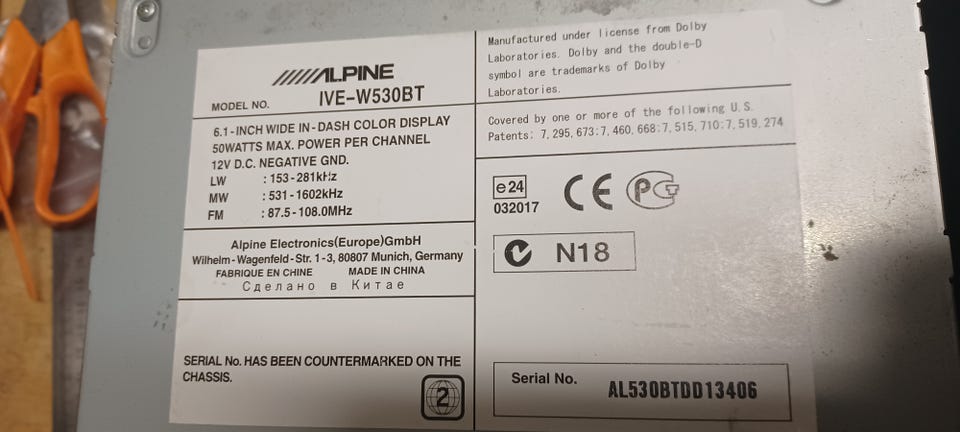 ALPINE
MODEL NO. IVE-W530BT
6.1-INCH WIDE IN-DASH COLOR DISPLAY
50WATTS MAX. POWER PER CHANNEL
12V D.C. NEGATIVE GND.
LW : 153-281kHz
MW : 531-1602kHz
FM : 87.5-108.0MHz
Alpine Electronics(Europe)GmbH
Wilhelm-Wagenfeld-Str. 1-3, 80807 Munich, Germany
FABRIQUE EN CHINE MADE IN CHINA
Сделано в Китае
SERIAL No. HAS BEEN COUNTERMARKED ON THE
CHASSIS.
2
Manufactured under license from Dolby
Laboratories. Dolby and the double-D
symbol are trademarks of Dolby
Laboratories.
Covered by one or more of the following U.S.
Patents: 7,295,673:7,460,668:7,515,710:7,519,274
e24
032017
CE
PG
N18
Serial No. AL530BTDD13406